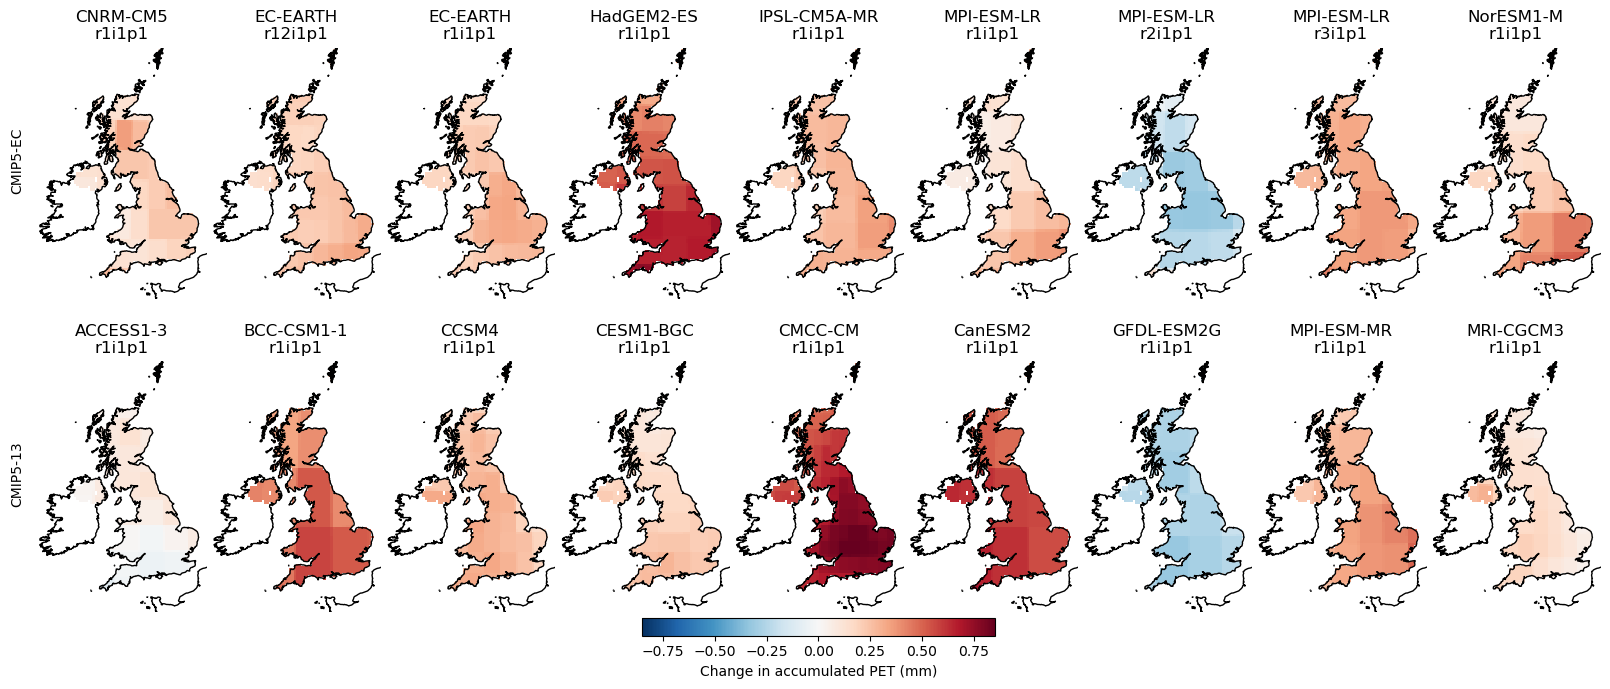 CNRM-CM5 EC-EARTH EC-EARTH HadGEM2-ES IPSL-CM5A-MR MPI-ESM-LR MPI-ESM-LR MPI-ESM-LR NorESM1-M
r1i1p1 r12i1p1 r1i1p1 r1i1p1 r1i1p1 r1i1p1 r2i1p1 r3i1p1 r1i1p1
CMIP5-EC
ACCESS1-3 BCC-CSM1-1 CCSM4 CESM1-BGC CMCC-CM CanESM2 GFDL-ESM2G MPI-ESM-MR MRI-CGCM3
r1i1p1 r1i1p1 r1i1p1 r1i1p1 r1i1p1 r1i1p1 r1i1p1 r1i1p1 r1i1p1
CMIP5-13
−0.75 −0.50 −0.25 0.00 0.25 0.50 0.75
Change in accumulated PET (mm)